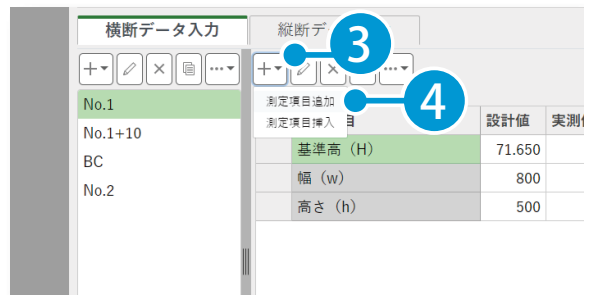 横断データ入力
縦断デ
3
4
測定項目追加
測定項目挿入
No.1
No.1+10
BC
No.2
目 設計値 実測
基準高（H） 71.650
幅（w） 800
高さ（h） 500